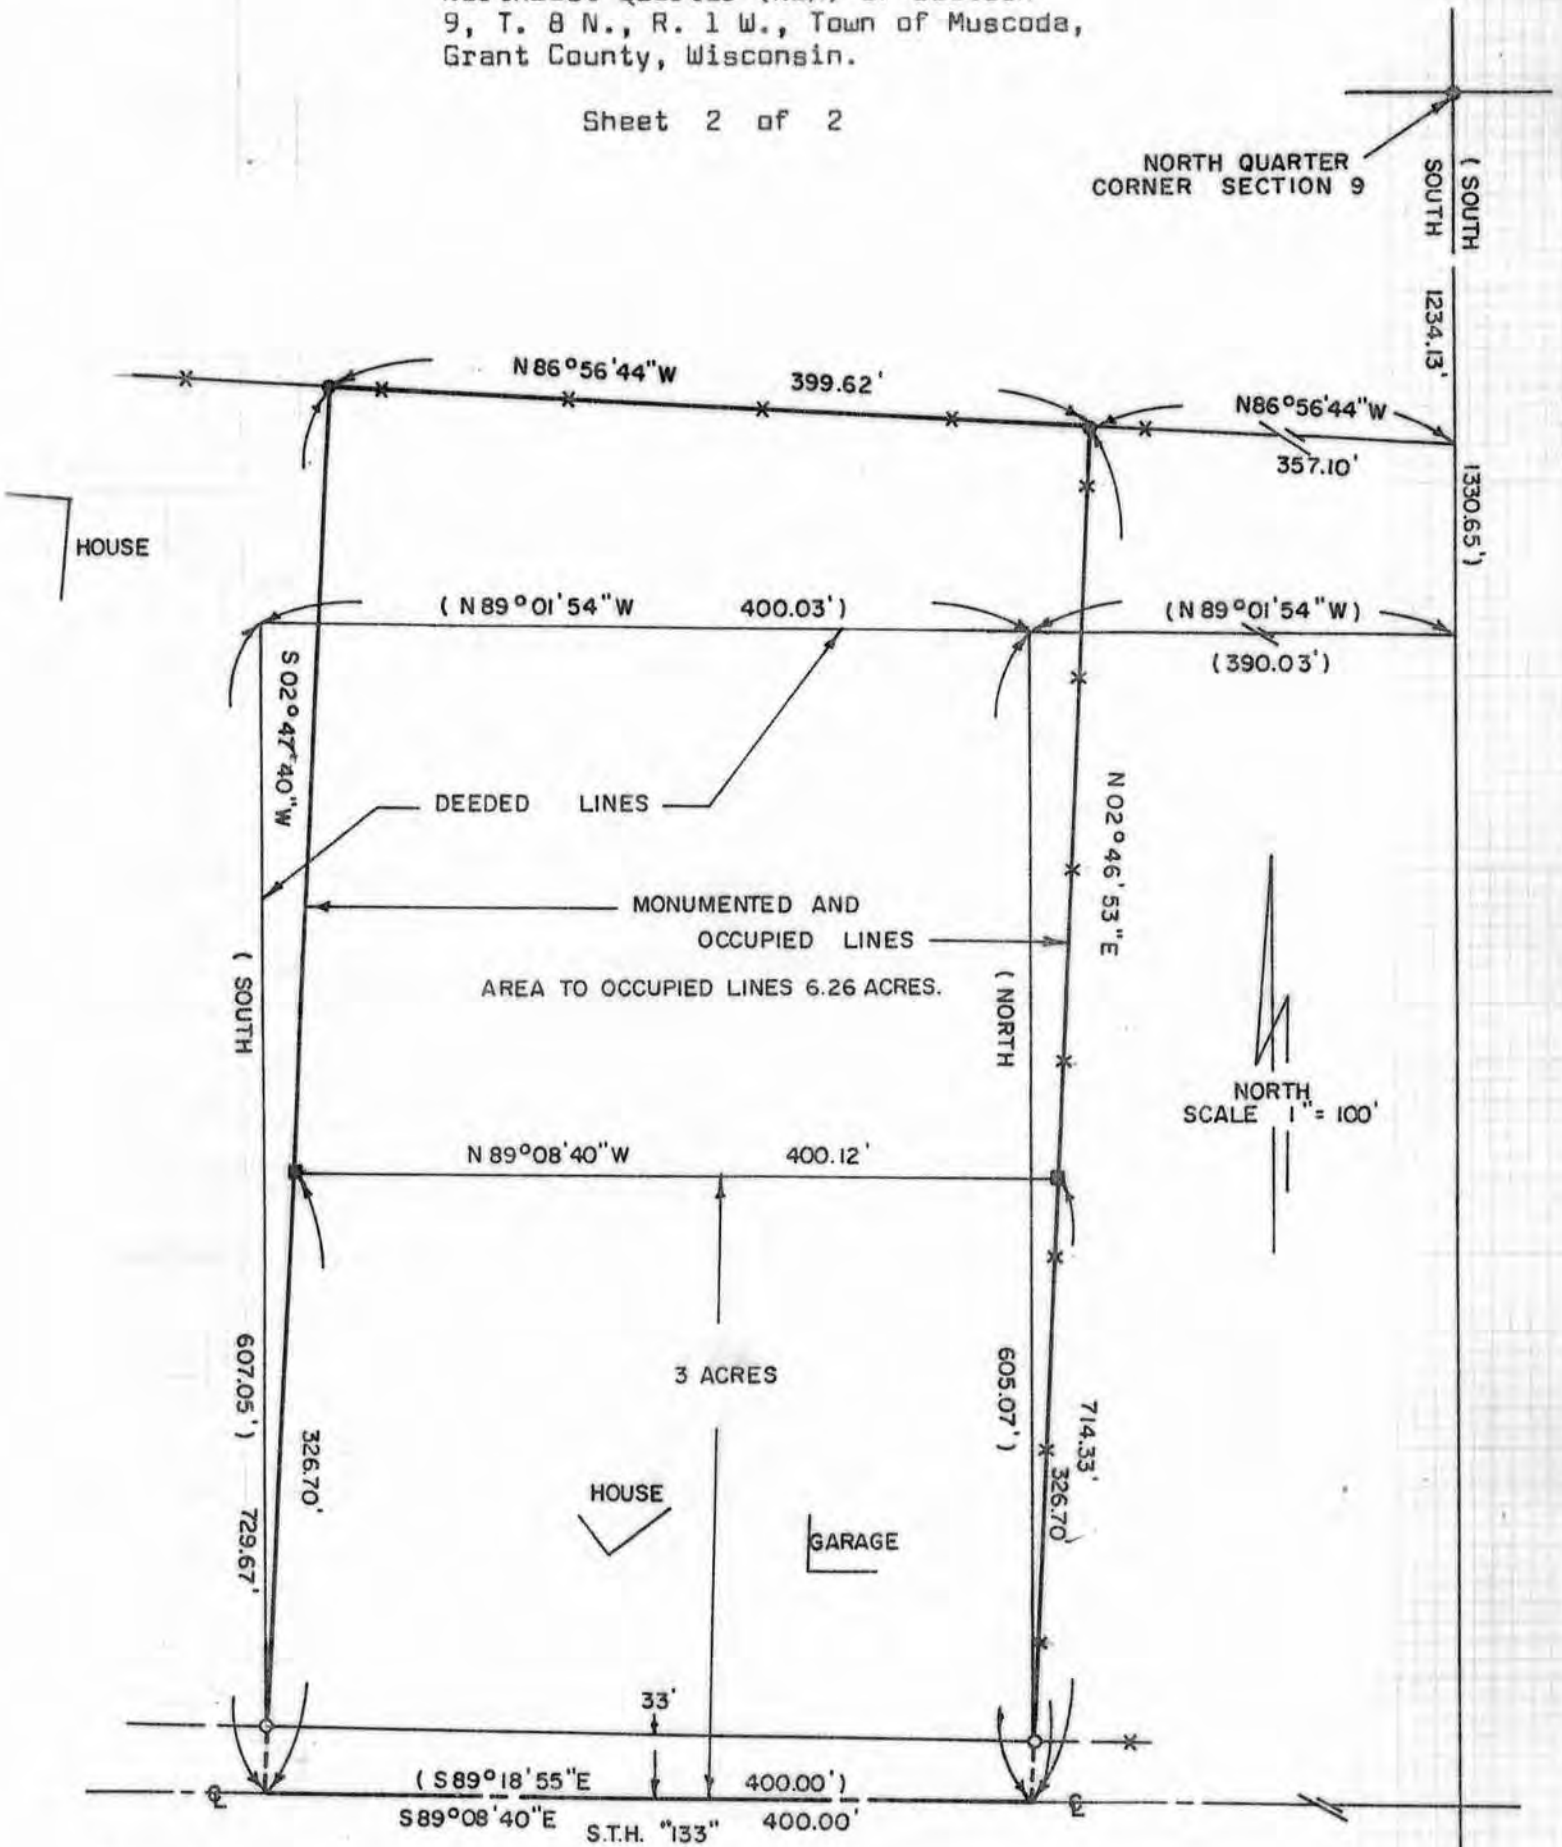 9, T. 8 N., R. 1 W., Town of Muscoda,
Grant County, Wisconsin.
Sheet 2 of 2
NORTH QUARTER
CORNER SECTION 9
( SOUTH 1330.65')
SOUTH 1234.13'
N86°56'44"W 399.62'
N86°56'44"W
357.10'
HOUSE
( N89°01'54"W 400.03')
(N89°01'54"W)
(390.03')
S02°47'40"W 729.67'
N02°46'53"E 714.33'
DEEDED LINES
MONUMENTED AND
OCCUPIED LINES
AREA TO OCCUPIED LINES 6.26 ACRES.
( SOUTH 607.05')
( NORTH 605.07')
NORTH
SCALE 1"= 100'
N89°08'40"W 400.12'
3 ACRES
326.70'
326.70'
HOUSE
GARAGE
33'
( S89°18'55"E 400.00')
S89°08'40"E 400.00'
S.T.H. "133"